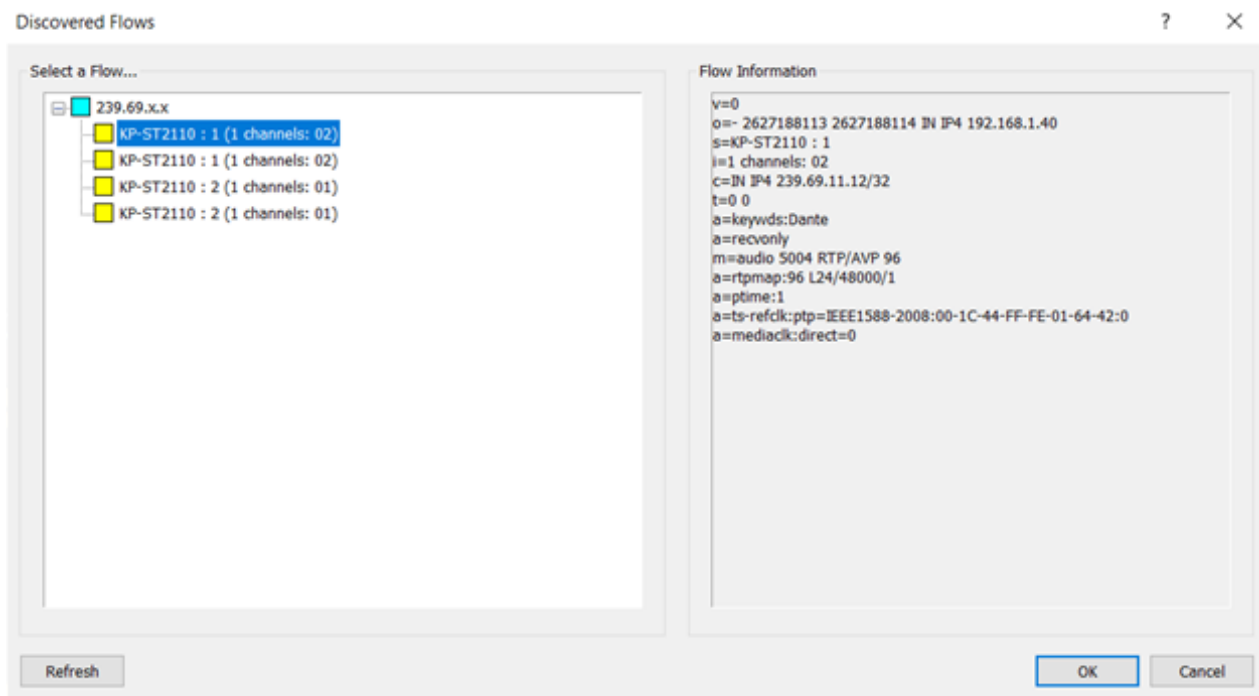 Discovered Flows
Select a Flow...
239.69.x.x
KP-ST2110 : 1 (1 channels: 02)
KP-ST2110 : 1 (1 channels: 02)
KP-ST2110 : 2 (1 channels: 01)
KP-ST2110 : 2 (1 channels: 01)
Flow Information
v=0
o=- 2627188113 2627188114 IN IP4 192.168.1.40
s=KP-ST2110 : 1
i=1 channels: 02
c=IN IP4 239.69.11.12/32
t=0 0
a=keywds:Dante
a=recvonly
m=audio 5004 RTP/AVP 96
a=rtpmap:96 L24/48000/1
a=ptime:1
a=ts-refclk:ptp=IEEE1588-2008:00-1C-44-FF-FE-01-64-42:0
a=mediaclk:direct=0
Refresh
OK
Cancel